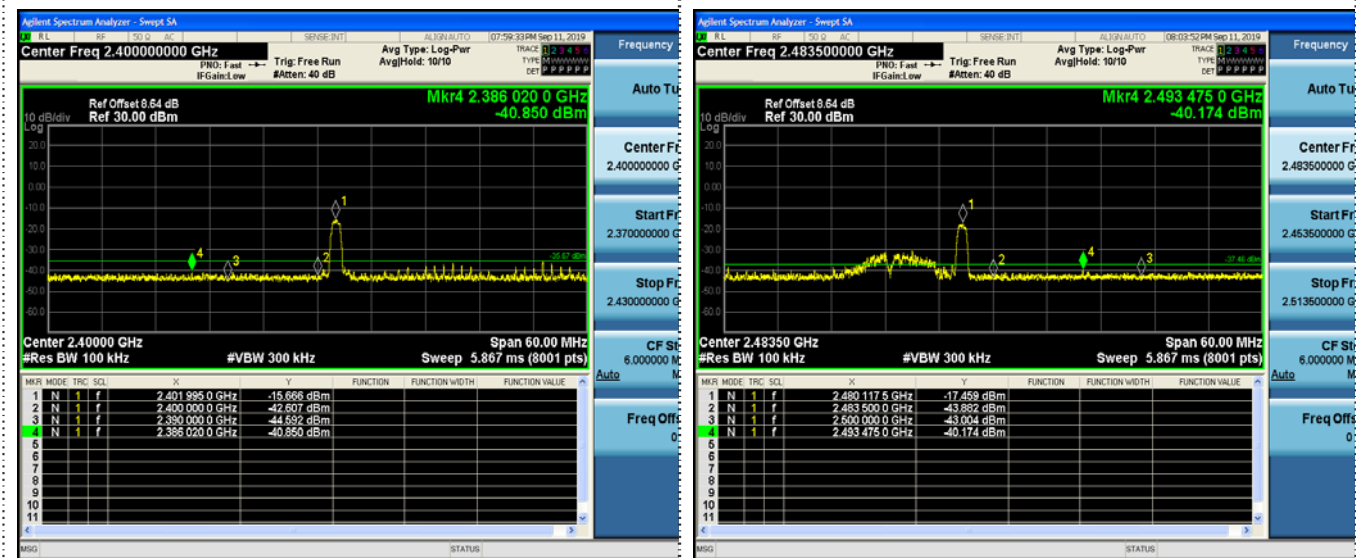 Agilent Spectrum Analyzer - Swept SA
RL RF 50 Ω AC SENSE:INT ALIGN AUTO 07:59:33 PM Sep 11, 2019
Center Freq 2.400000000 GHz
PNO: Fast
IFGain:Low
Trig: Free Run
#Atten: 40 dB
Avg Type: Log-Pwr
Avg|Hold: 10/10
TRACE 1 2 3 4 5 6
TYPE M W W W W W
DET P P P P P P
Ref Offset 8.64 dB
10 dB/div Ref 30.00 dBm
Log
Mkr4 2.386 020 0 GHz
-40.850 dBm
20.0
10.0
0.00
-10.0
-20.0
-30.0
-40.0
-50.0
-60.0
1
2
3
4
-35.67 dBm
Center 2.40000 GHz Span 60.00 MHz
#Res BW 100 kHz #VBW 300 kHz Sweep 5.867 ms (8001 pts)
MKR MODE TRC SCL X Y FUNCTION FUNCTION WIDTH FUNCTION VALUE
1 N 1 f 2.401 995 0 GHz -15.666 dBm
2 N 1 f 2.400 000 0 GHz -42.607 dBm
3 N 1 f 2.390 000 0 GHz -44.592 dBm
4 N 1 f 2.386 020 0 GHz -40.850 dBm
5
6
7
8
9
10
11
MSG STATUS
Frequency
Auto Tu
Center Fr
2.400000000 G
Start Fr
2.370000000 G
Stop Fr
2.430000000 G
CF St
6.000000 M
Auto M
Freq Offs
0
Agilent Spectrum Analyzer - Swept SA
RL RF 50 Ω AC SENSE:INT ALIGN AUTO 08:03:52 PM Sep 11, 2019
Center Freq 2.483500000 GHz
PNO: Fast
IFGain:Low
Trig: Free Run
#Atten: 40 dB
Avg Type: Log-Pwr
Avg|Hold: 10/10
TRACE 1 2 3 4 5 6
TYPE M W W W W W
DET P P P P P P
Ref Offset 8.64 dB
10 dB/div Ref 30.00 dBm
Log
Mkr4 2.493 475 0 GHz
-40.174 dBm
20.0
10.0
0.00
-10.0
-20.0
-30.0
-40.0
-50.0
-60.0
1
2
3
4
-37.46 dBm
Center 2.48350 GHz Span 60.00 MHz
#Res BW 100 kHz #VBW 300 kHz Sweep 5.867 ms (8001 pts)
MKR MODE TRC SCL X Y FUNCTION FUNCTION WIDTH FUNCTION VALUE
1 N 1 f 2.480 117 5 GHz -17.459 dBm
2 N 1 f 2.483 500 0 GHz -43.882 dBm
3 N 1 f 2.500 000 0 GHz -43.004 dBm
4 N 1 f 2.493 475 0 GHz -40.174 dBm
5
6
7
8
9
10
11
MSG STATUS
Frequency
Auto Tu
Center Fr
2.483500000 G
Start Fr
2.453500000 G
Stop Fr
2.513500000 G
CF St
6.000000 M
Auto M
Freq Offs
0